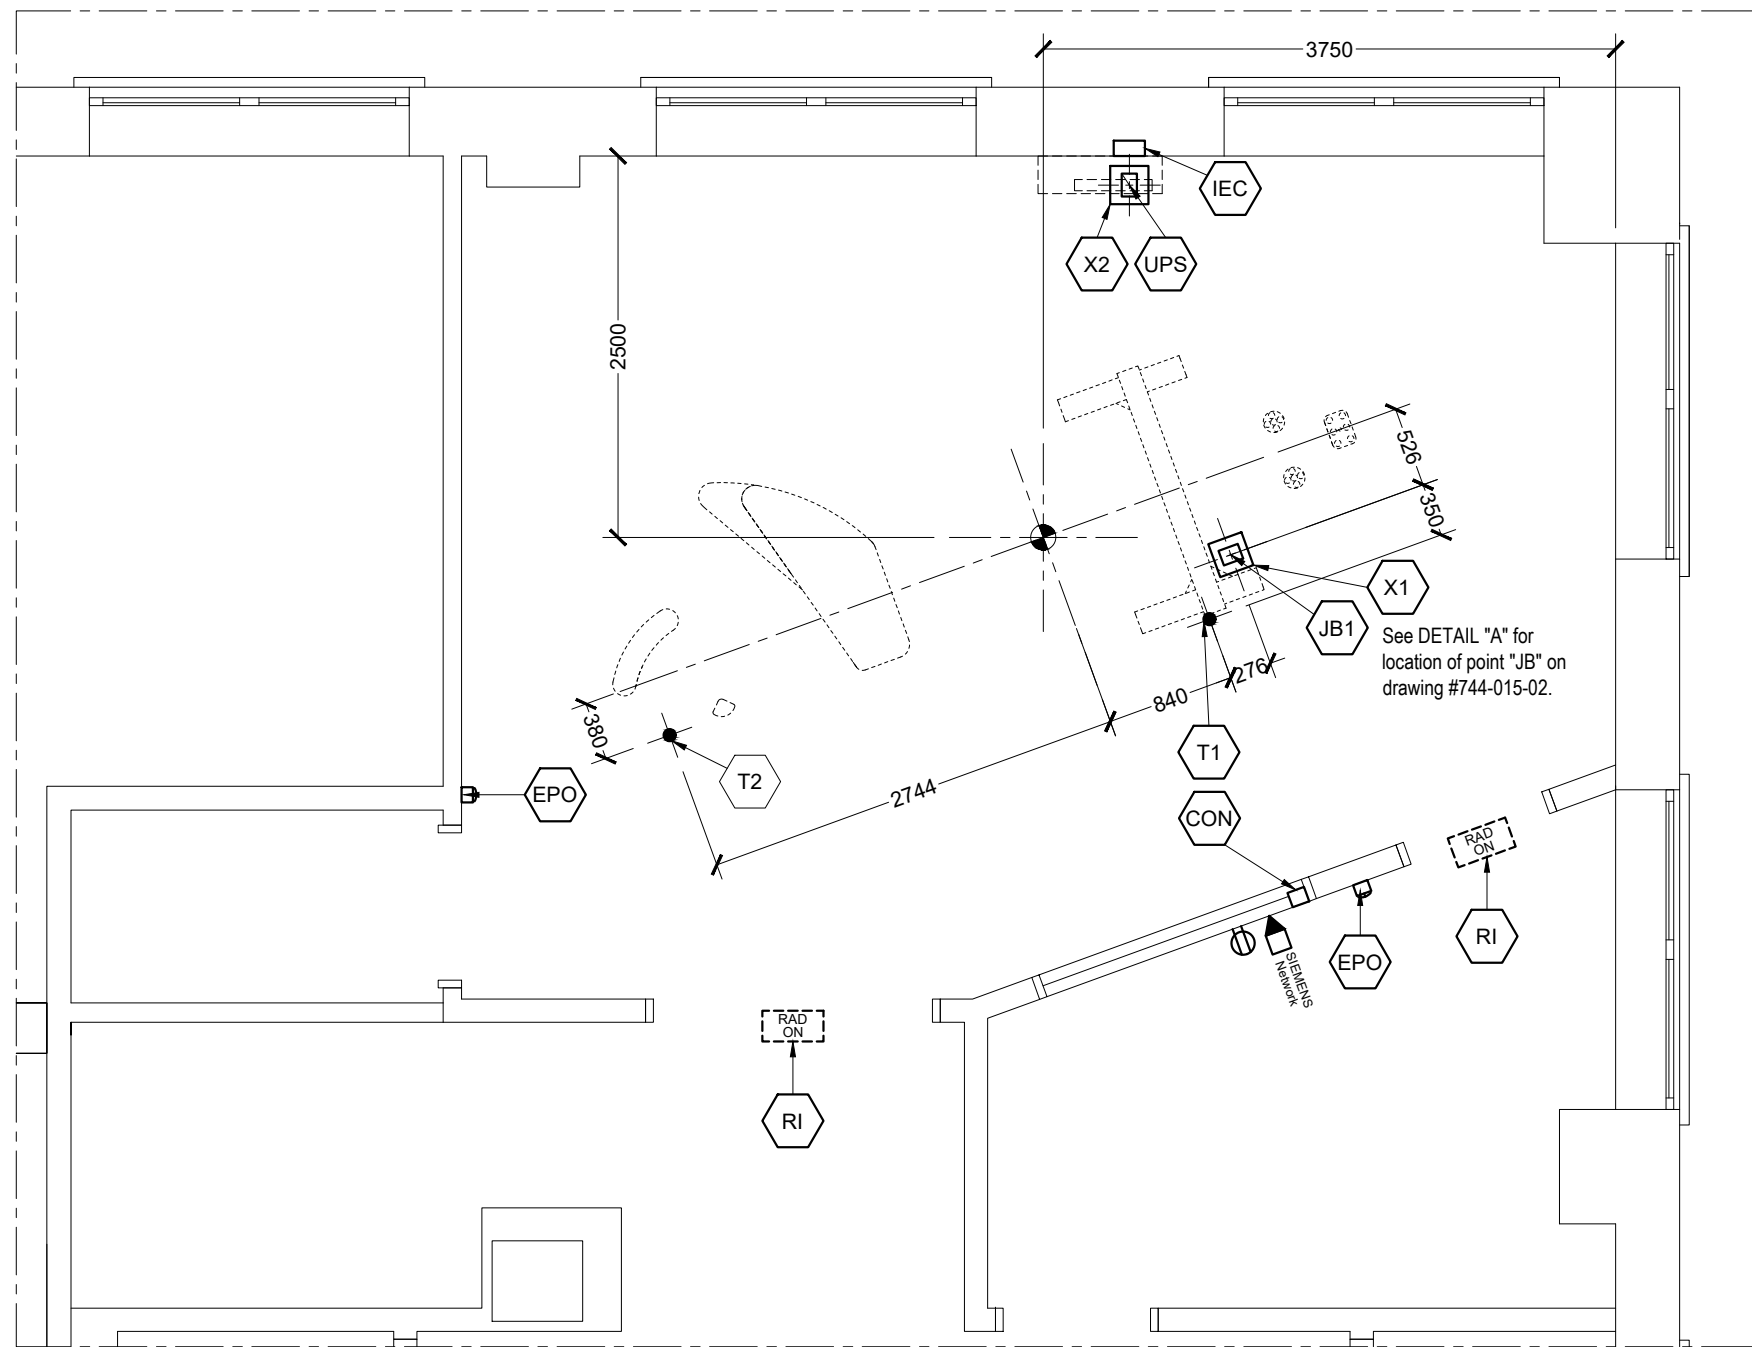 3750
IEC
X2
UPS
2500
526
350
X1
JB1
See DETAIL "A" for
location of point "JB" on
drawing #744-015-02.
276
840
380
T1
T2
2744
EPO
CON
RAD
ON
RI
EPO
SIEMENS
Network
RAD
ON
RI